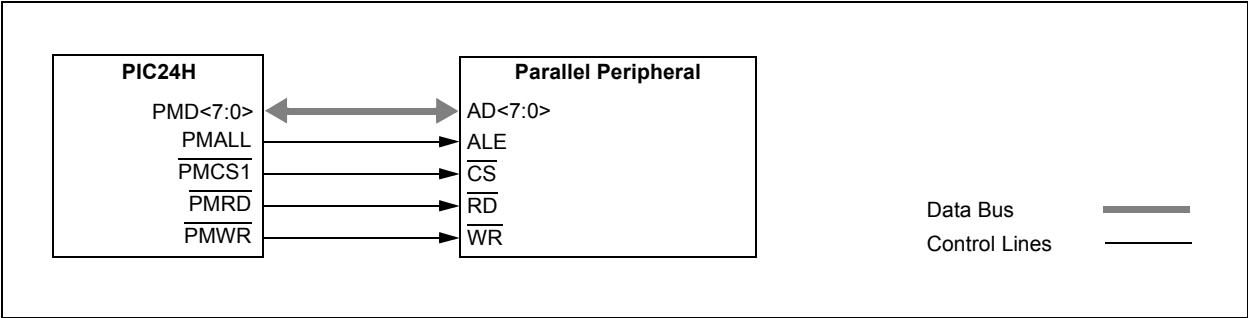 PIC24H
PMD<7:0>
PMALL
PMCS1
PMRD
PMWR
Parallel Peripheral
AD<7:0>
ALE
CS
RD
WR
Data Bus
Control Lines